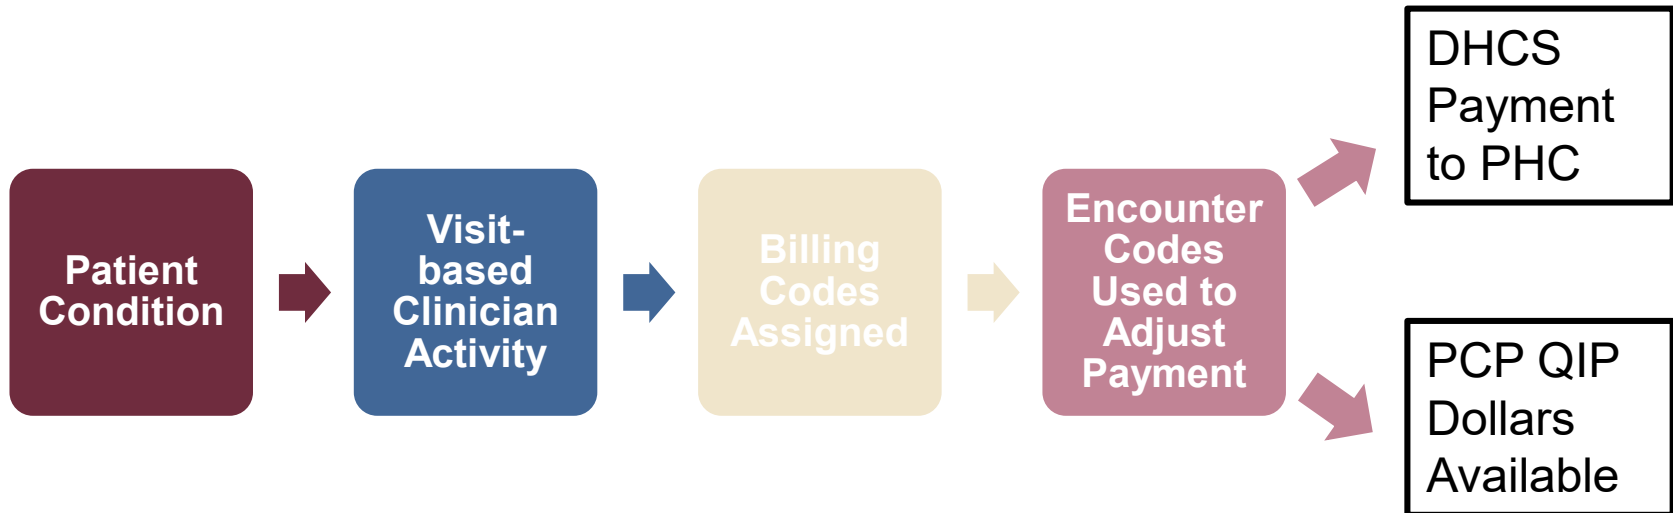 Patient
Condition
Visit-
based
Clinician
Activity
Billing
Codes
Assigned
Encounter
Codes
Used to
Adjust
Payment
DHCS
Payment
to PHC
PCP QIP
Dollars
Available